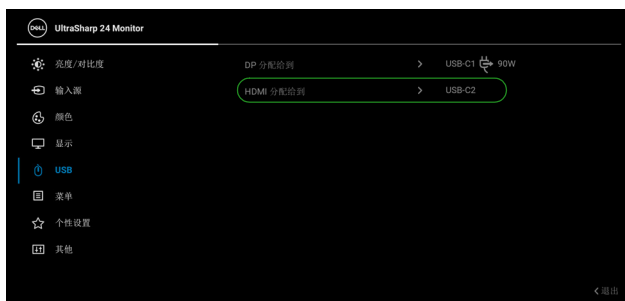 DELL UltraSharp 24 Monitor
亮度/对比度
DP 分配给到 > USB-C1 90W
输入源
HDMI 分配给到 > USB-C2
颜色
显示
USB
菜单
个性设置
其他
退出